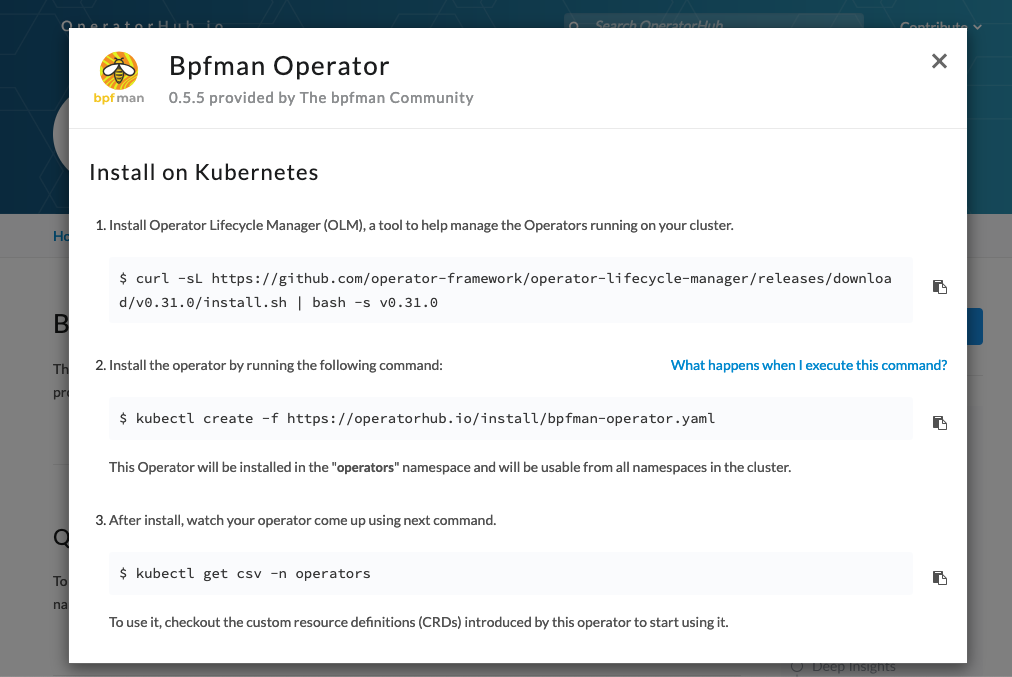 OperatorHub.io
Search OperatorHub
Contribute
bpfman
Bpfman Operator
0.5.5 provided by The bpfman Community
Install on Kubernetes
1. Install Operator Lifecycle Manager (OLM), a tool to help manage the Operators running on your cluster.
$ curl -sL https://github.com/operator-framework/operator-lifecycle-manager/releases/downloa
d/v0.31.0/install.sh | bash -s v0.31.0
2. Install the operator by running the following command:
What happens when I execute this command?
$ kubectl create -f https://operatorhub.io/install/bpfman-operator.yaml
This Operator will be installed in the "operators" namespace and will be usable from all namespaces in the cluster.
3. After install, watch your operator come up using next command.
$ kubectl get csv -n operators
To use it, checkout the custom resource definitions (CRDs) introduced by this operator to start using it.
Deep Insights